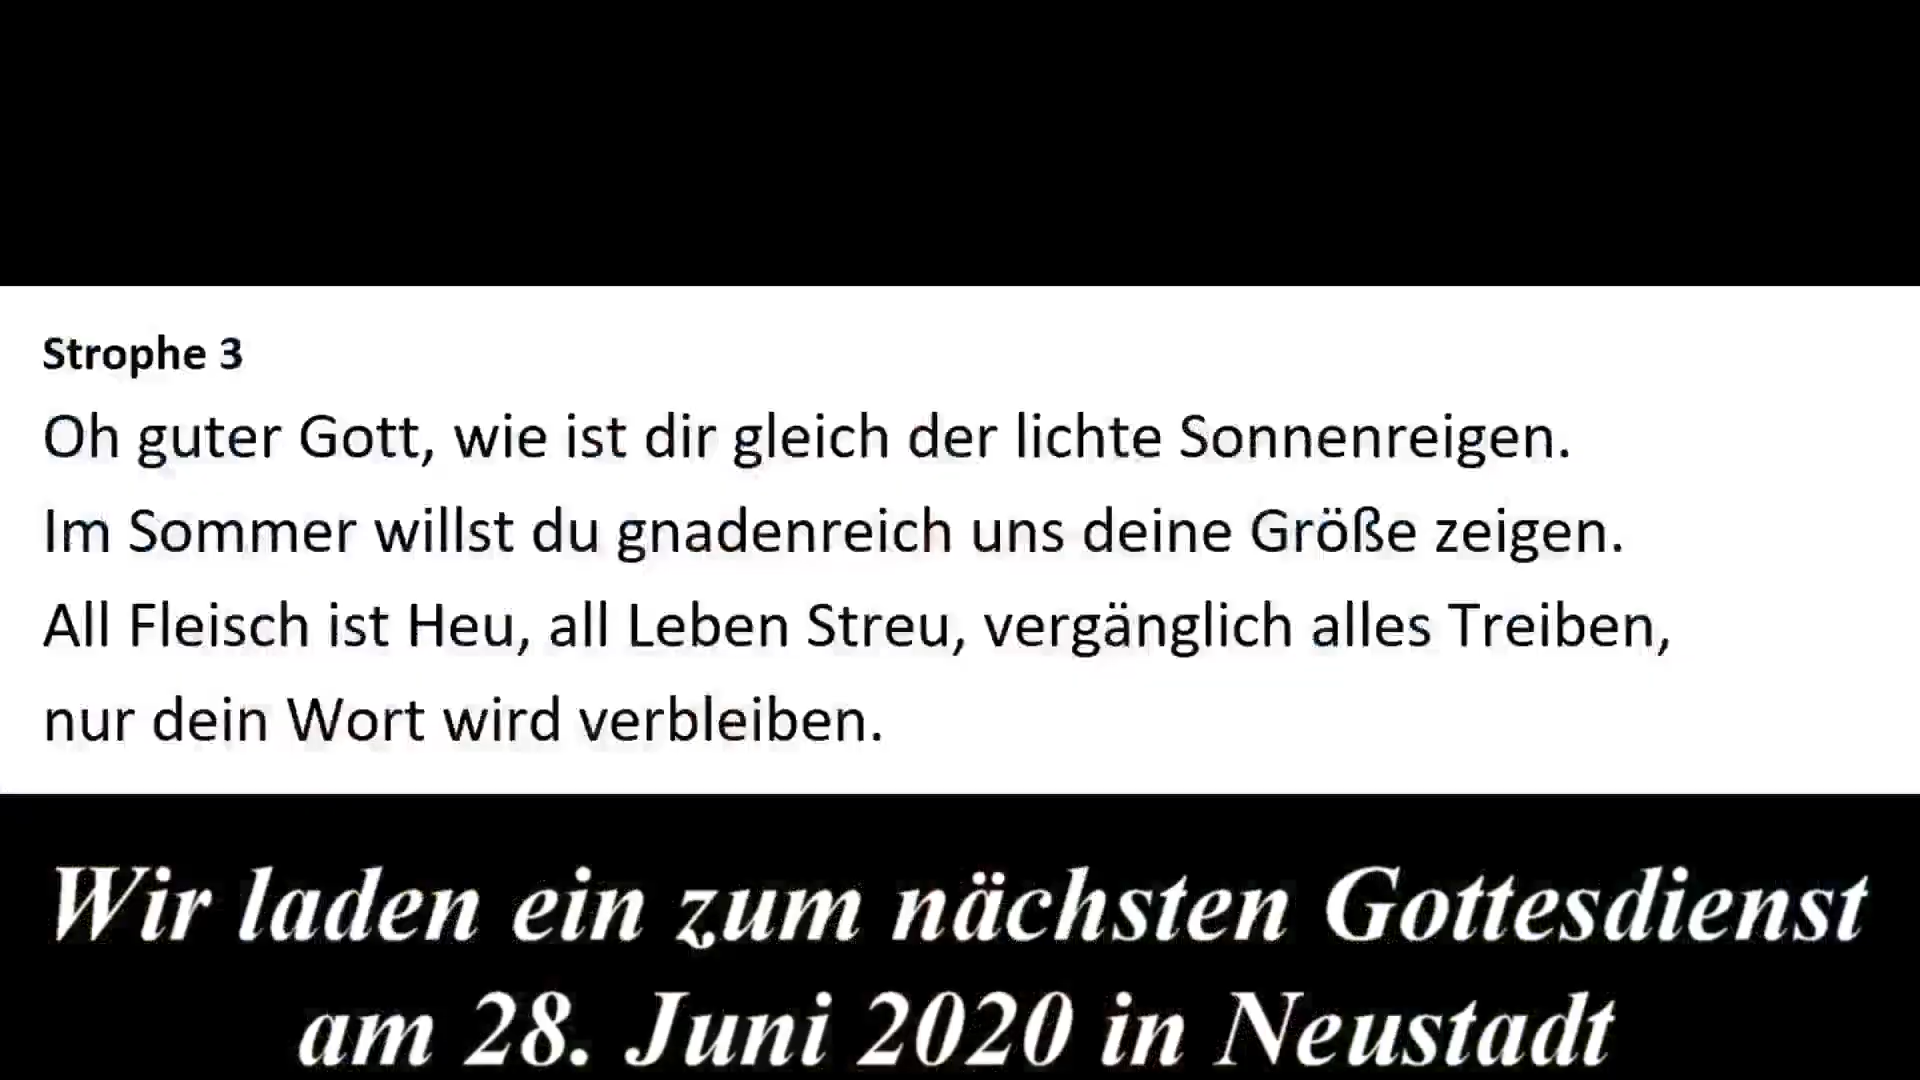 Strophe 3
Oh guter Gott, wie ist dir gleich der lichte Sonnenreigen.
Im Sommer willst du gnadenreich uns deine Größe zeigen.
All Fleisch ist Heu, all Leben Streu, vergänglich alles Treiben,
nur dein Wort wird verbleiben.
Wir laden ein zum nächsten Gottesdienst
am 28. Juni 2020 in Neustadt